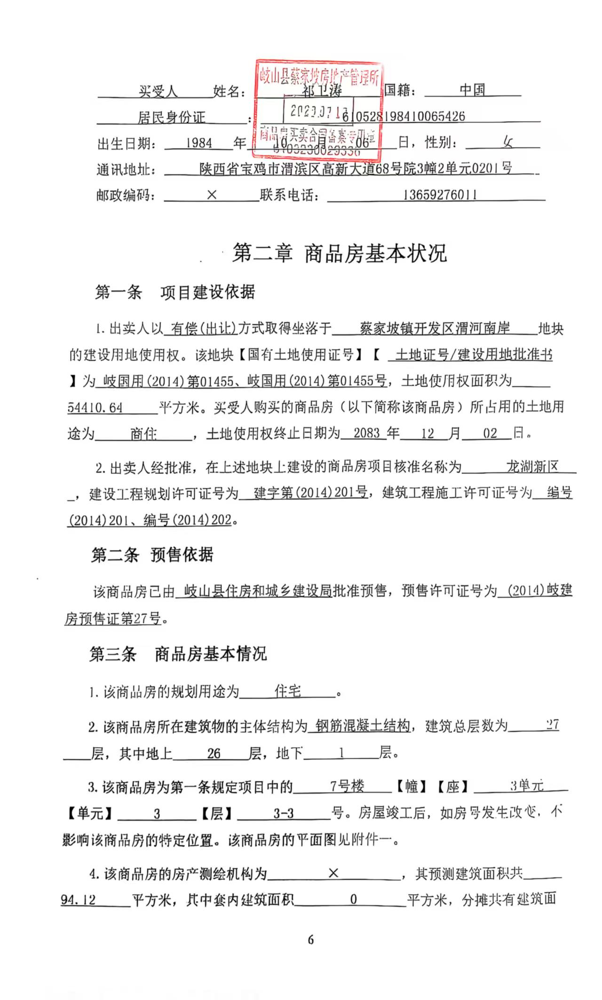 岐山县蔡家坡房地产管理所
买受人 姓名： 祁卫涛 国籍： 中国
居民身份证 ： 610528198410065426
商品房买卖合同备案专用章
出生日期： 1984 年 10 月 06 日，性别： 女
通讯地址： 陕西省宝鸡市渭滨区高新大道68号院3幢2单元0201号
邮政编码： × 联系电话： 13659276011
第二章 商品房基本状况
第一条 项目建设依据
1.出卖人以 有偿(出让)方式取得坐落于 蔡家坡镇开发区渭河南岸 地块
的建设用地使用权。该地块【国有土地使用证号】【 土地证号/建设用地批准书
】为 岐国用(2014)第01455、岐国用(2014)第01455号，土地使用权面积为
54410.64 平方米。买受人购买的商品房（以下简称该商品房）所占用的土地用
途为 商住 ，土地使用权终止日期为 2083 年 12 月 02 日。
2.出卖人经批准，在上述地块上建设的商品房项目核准名称为 龙湖新区
，建设工程规划许可证号为 建字第(2014)201号，建筑工程施工许可证号为 编号
(2014)201、编号(2014)202。
第二条 预售依据
该商品房已由 岐山县住房和城乡建设局批准预售，预售许可证号为 (2014)岐建
房预售证第27号。
第三条 商品房基本情况
1.该商品房的规划用途为 住宅 。
2.该商品房所在建筑物的主体结构为 钢筋混凝土结构，建筑总层数为 27
层，其中地上 26 层，地下 1 层。
3.该商品房为第一条规定项目中的 7号楼 【幢】【座】 3单元
【单元】 3 【层】 3-3 号。房屋竣工后，如房号发生改变，不
影响该商品房的特定位置。该商品房的平面图见附件一。
4.该商品房的房产测绘机构为 × ，其预测建筑面积共
94.12 平方米，其中套内建筑面积 0 平方米，分摊共有建筑面
6